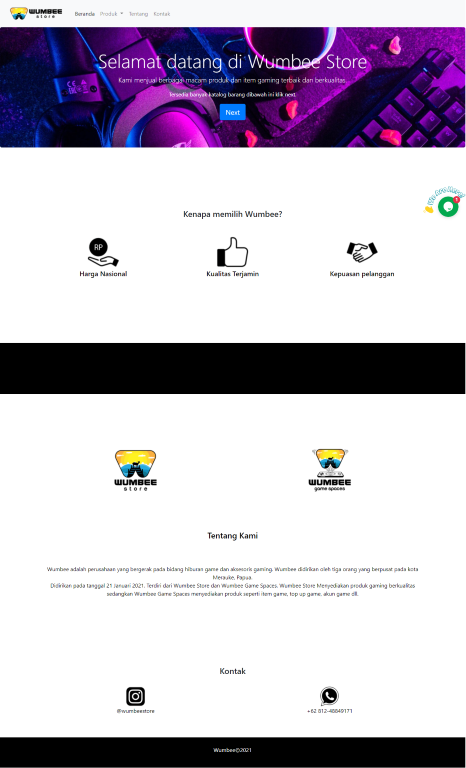 WUMBEE
store
Beranda Produk Tentang Kontak
Selamat datang di Wumbee Store
Kami menjual berbagai macam produk dan item gaming terbaik dan berkualitas.
Tersedia banyak katalog barang dibawah ini klik next.
Next
We Are Here!
Kenapa memilih Wumbee?
RP
Harga Nasional
Kualitas Terjamin
Kepuasan pelanggan
WUMBEE
store
WUMBEE
game spaces
Tentang Kami
Wumbee adalah perusahaan yang bergerak pada bidang hiburan game dan aksesoris gaming. Wumbee didirikan oleh tiga orang yang berpusat pada kota
Merauke, Papua.
Didirikan pada tanggal 21 Januari 2021. Terdiri dari Wumbee Store dan Wumbee Game Spaces. Wumbee Store Menyediakan produk gaming berkualitas
sedangkan Wumbee Game Spaces menyediakan produk seperti item game, top up game, akun game dll.
Kontak
@wumbeestore
+62 812-48849171
Wumbee©2021